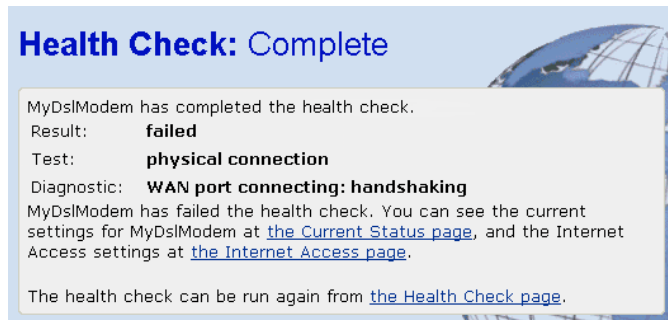 Health Check: Complete
MyDslModem has completed the health check.
Result: failed
Test: physical connection
Diagnostic: WAN port connecting: handshaking
MyDslModem has failed the health check. You can see the current
settings for MyDslModem at the Current Status page, and the Internet
Access settings at the Internet Access page.
The health check can be run again from the Health Check page.